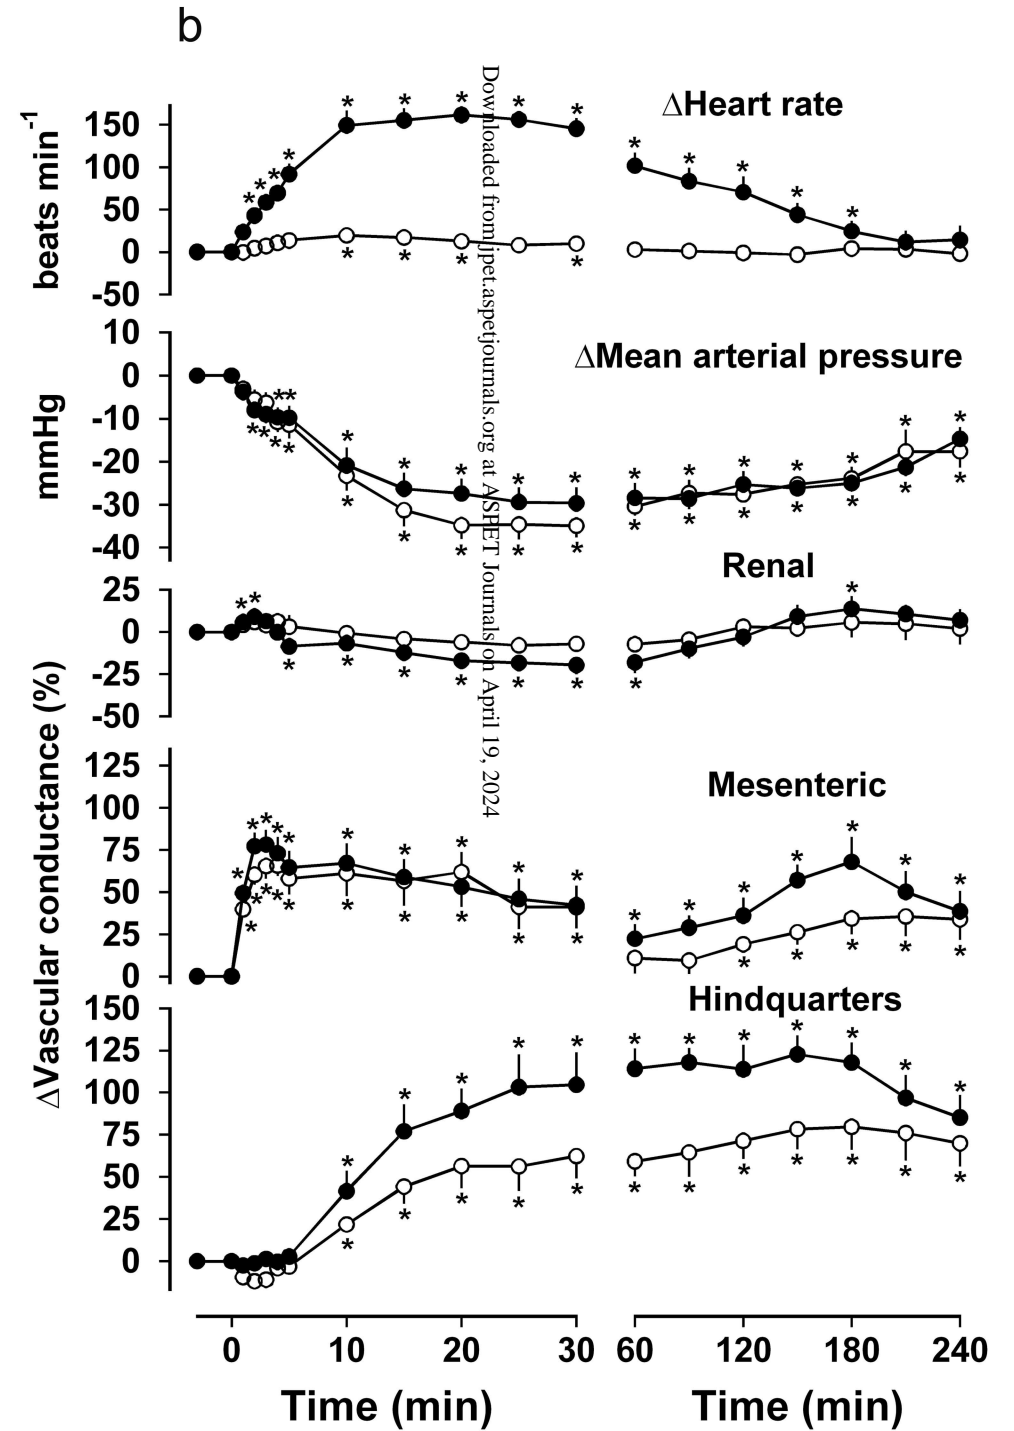 b
ΔHeart rate
beats min-1
150
100
50
0
-50
ΔMean arterial pressure
mmHg
10
0
-10
-20
-30
-40
ΔVascular conductance (%)
Renal
25
0
-25
-50
Mesenteric
125
100
75
50
25
0
Hindquarters
150
125
100
75
50
25
0
0 10 20 30 60 120 180 240
Time (min) Time (min)
Downloaded from jpet.aspetjournals.org at ASPET Journals on April 19, 2024